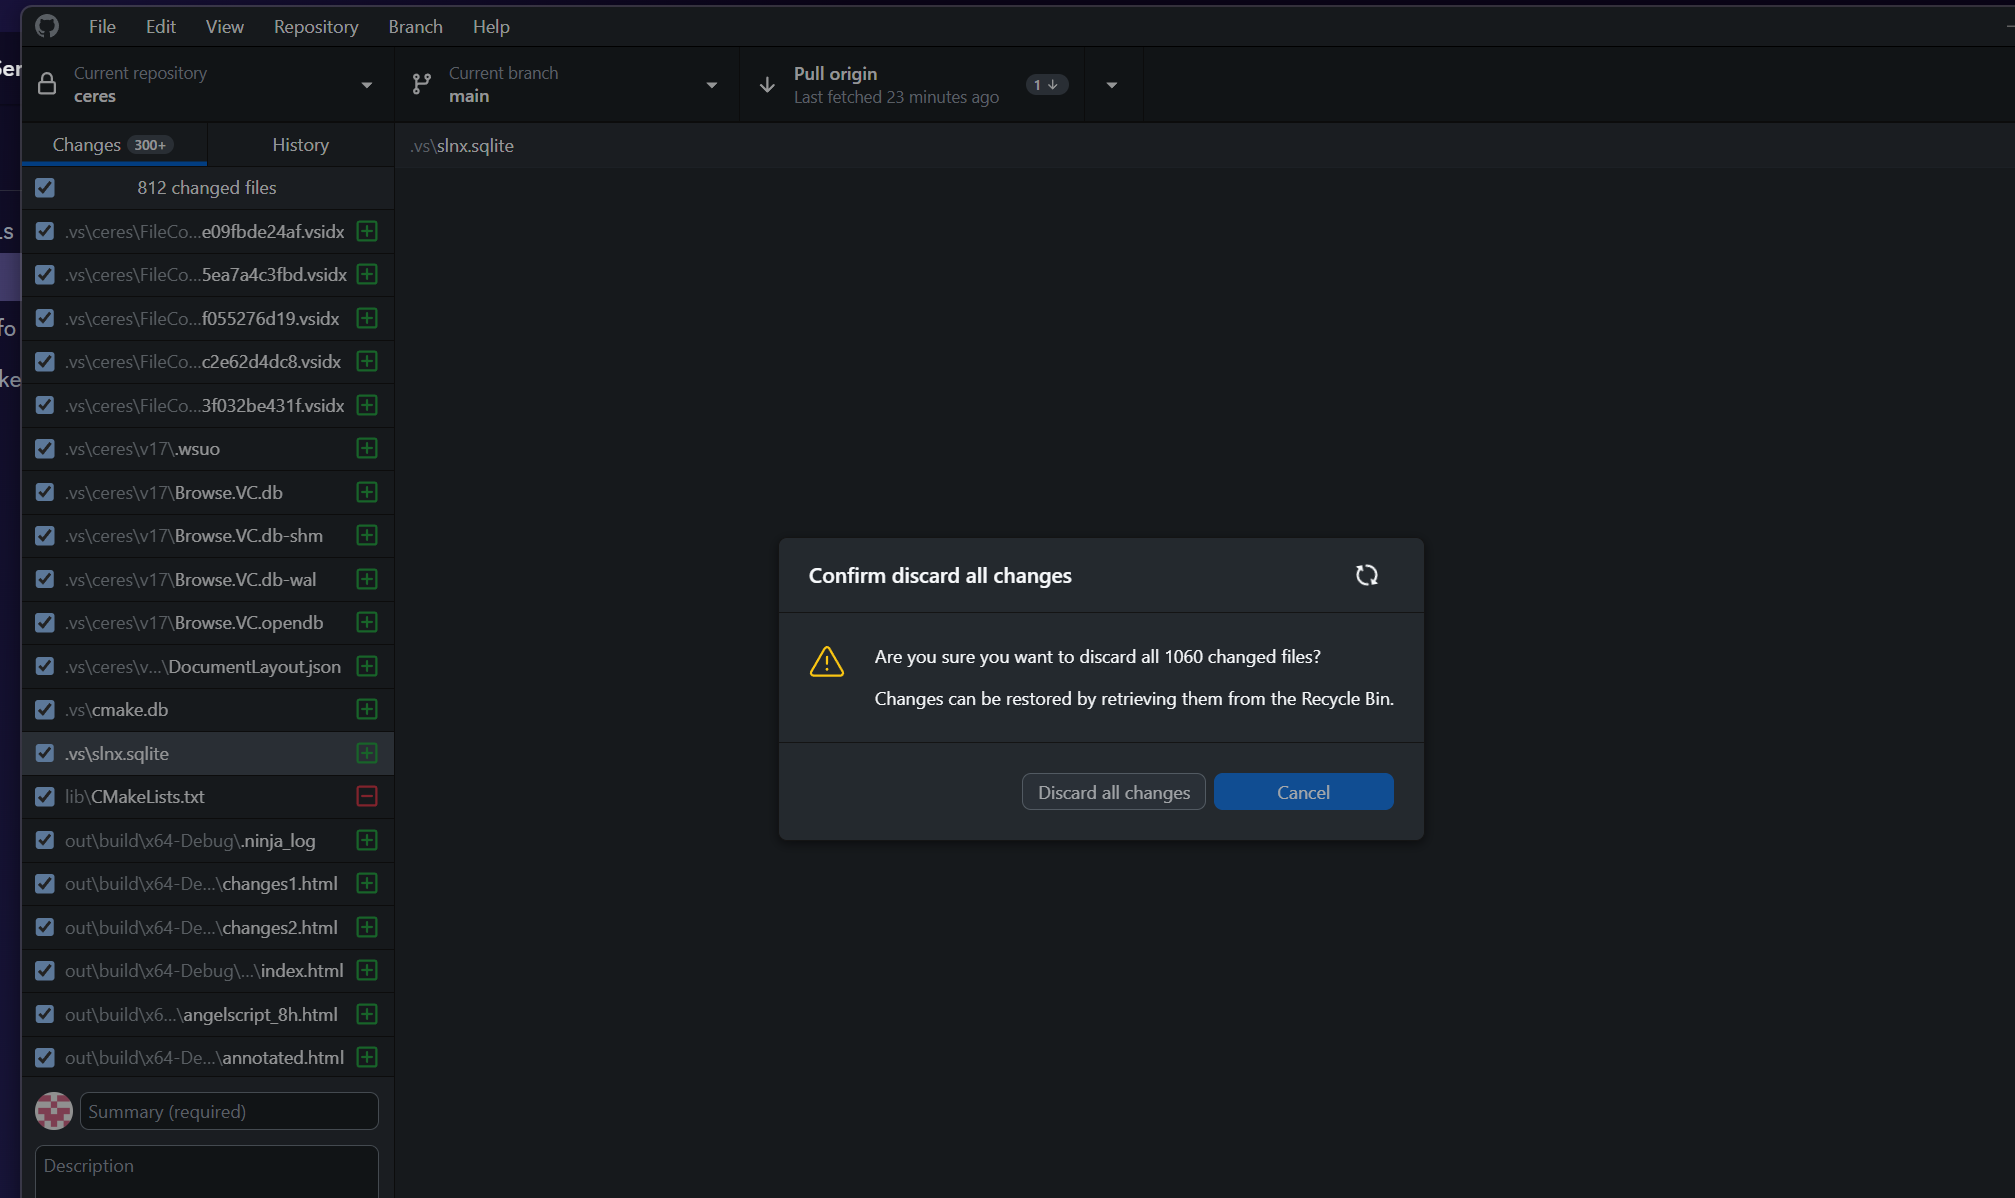 File Edit View Repository Branch Help
Current repository
ceres
Current branch
main
Pull origin
Last fetched 23 minutes ago
1
Changes 300+
History
.vs\slnx.sqlite
812 changed files
.vs\ceres\FileCo...e09fbde24af.vsidx
.vs\ceres\FileCo...5ea7a4c3fbd.vsidx
.vs\ceres\FileCo...f055276d19.vsidx
.vs\ceres\FileCo...c2e62d4dc8.vsidx
.vs\ceres\FileCo...3f032be431f.vsidx
.vs\ceres\v17\.wsuo
.vs\ceres\v17\Browse.VC.db
.vs\ceres\v17\Browse.VC.db-shm
.vs\ceres\v17\Browse.VC.db-wal
.vs\ceres\v17\Browse.VC.opendb
.vs\ceres\v...\DocumentLayout.json
.vs\cmake.db
.vs\slnx.sqlite
lib\CMakeLists.txt
out\build\x64-Debug\.ninja_log
out\build\x64-De...\changes1.html
out\build\x64-De...\changes2.html
out\build\x64-Debug\...\index.html
out\build\x6...\angelscript_8h.html
out\build\x64-De...\annotated.html
Summary (required)
Description
Confirm discard all changes
Are you sure you want to discard all 1060 changed files?
Changes can be restored by retrieving them from the Recycle Bin.
Discard all changes
Cancel